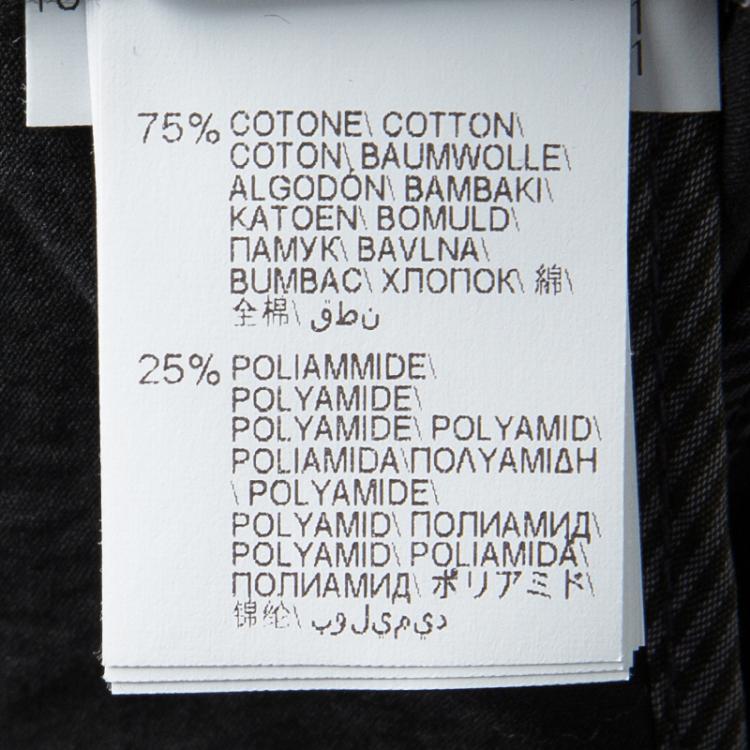 75% COTONE\ COTTON\
COTON\ BAUMWOLLE\
ALGODÓN\ BAMBAKI\
KATOEN\ BOMULD\
ПАМУК\ BAVLNA\
BUMBAC\ ХЛОПОК\ 綿\
全棉\ قطن
25% POLIAMMIDE\
POLYAMIDE\
POLYAMIDE\ POLYAMID\
POLIAMIDA\ΠΟΛΥΑΜΙΔΗ
\ POLYAMIDE\
POLYAMID\ ПОЛИАМИД\
POLYAMID\ POLIAMIDĂ\
ПОЛИАМИД\ ポリアミド\
锦纶\ بوليميد